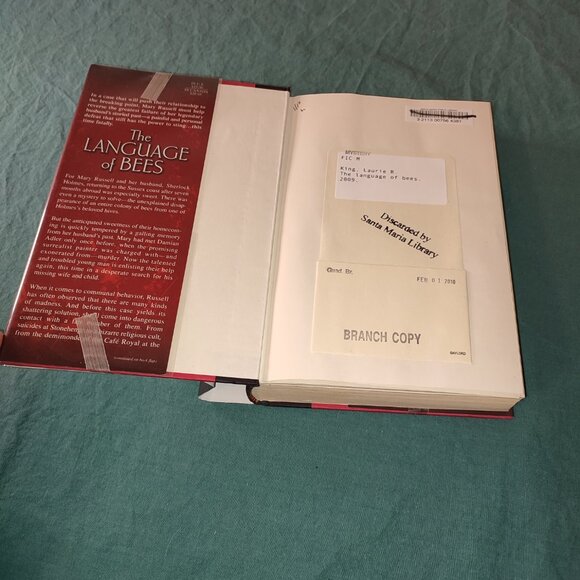 In a case that will push their relationship to
the breaking point, Mary Russell must help
reverse the greatest failure of her legendary
husband's storied past—a painful and personal
defeat that still has the power to sting...this
time fatally.
The
LANGUAGE
of BEES
For Mary Russell and her husband, Sherlock
Holmes, returning to the Sussex coast after seven
months abroad was especially sweet. There was
even a mystery to solve—the unexplained disap-
pearance of an entire colony of bees from one of
Holmes's beloved hives.
But the anticipated sweetness of their homecom-
ing is quickly tempered by a galling memory
from her husband's past. Mary had met Damian
Adler only once before, when the promising
surrealist painter was charged with—and
exonerated from—murder. Now the talented
and troubled young man is enlisting their help
again, this time in a desperate search for his
missing wife and child.
When it comes to communal behavior, Russell
has often observed that there are many kinds
of madness. And before this case yields its
shattering solution, she'll come into dangerous
contact with a fair number of them. From
suicides at Stonehenge to bizarre religious cult,
from the demimonde Café Royal at the
(continued on back flap)
MYSTERY
FIC M
King, Laurie R
The language of bees.
2009.
Discarded by
Santa Maria Library
FEB 01 2010
BRANCH COPY
GAYLORD